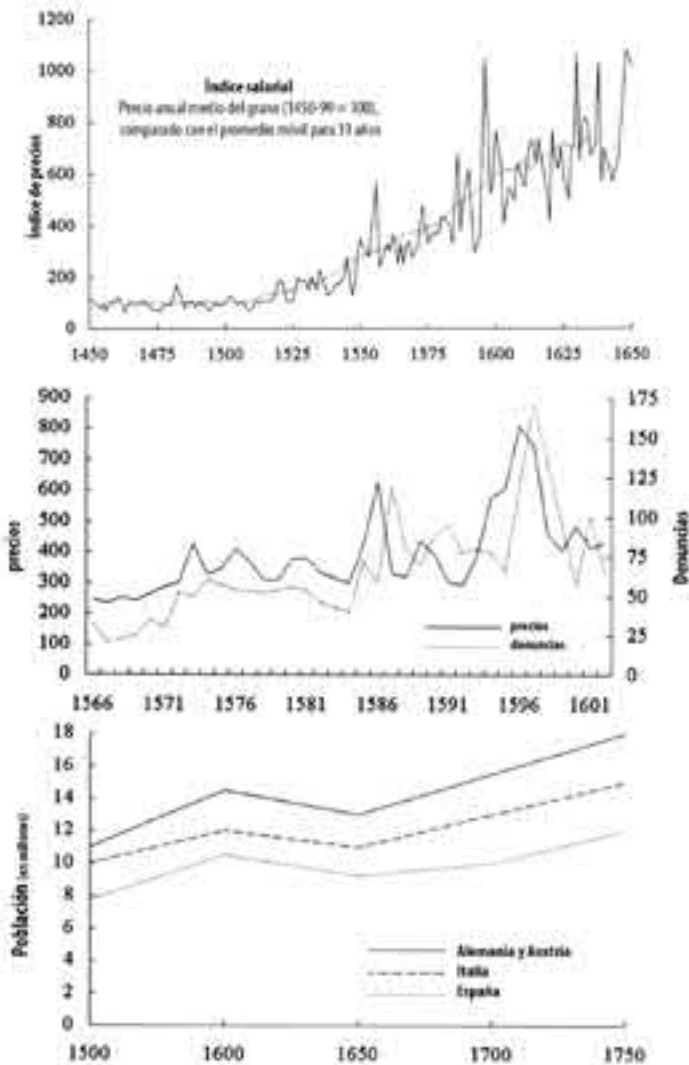 1200
1000
800
600
400
200
0
Índice de precios
Índice salarial
Precio anual medio del grano (1450-99 = 100),
comparado con el promedio móvil para 33 años
1450 1475 1500 1525 1550 1575 1600 1625 1650
900
800
700
600
500
400
300
200
100
0
precios
175
150
125
100
75
50
25
0
Denuncias
precios
denuncias
1566 1571 1576 1581 1586 1591 1596 1601
18
16
14
12
10
8
6
4
2
0
Población (en millones)
Alemania y Austria
Italia
España
1500 1600 1650 1700 1750